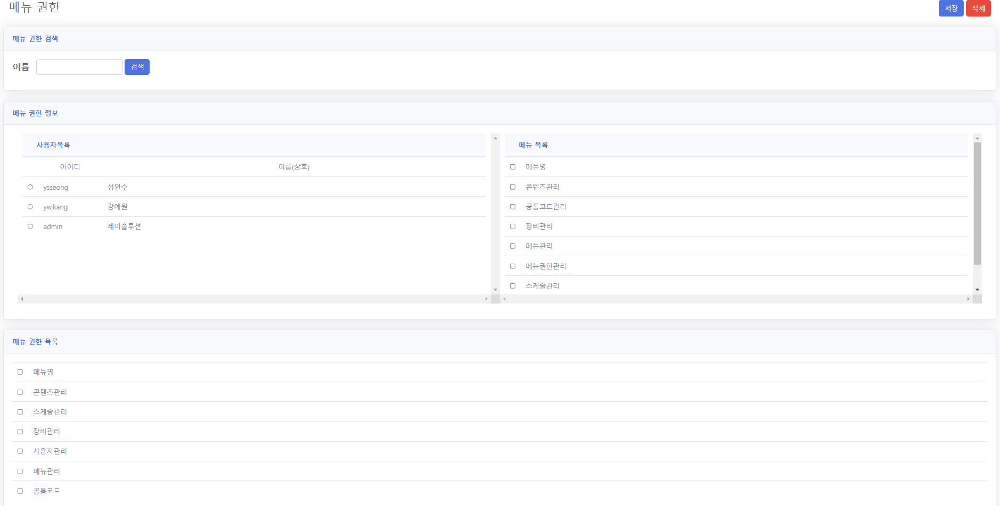 메뉴 권한
저장 삭제
메뉴 권한 검색
이름 검색
메뉴 권한 정보
사용자목록
아이디 이름(상호)
ysseong 성연수
yw.kang 강예원
admin 제이솔루션
메뉴 목록
메뉴명
콘텐츠관리
공통코드관리
장비관리
메뉴관리
메뉴권한관리
스케줄관리
메뉴 권한 목록
메뉴명
콘텐츠관리
스케줄관리
장비관리
사용자관리
메뉴관리
공통코드